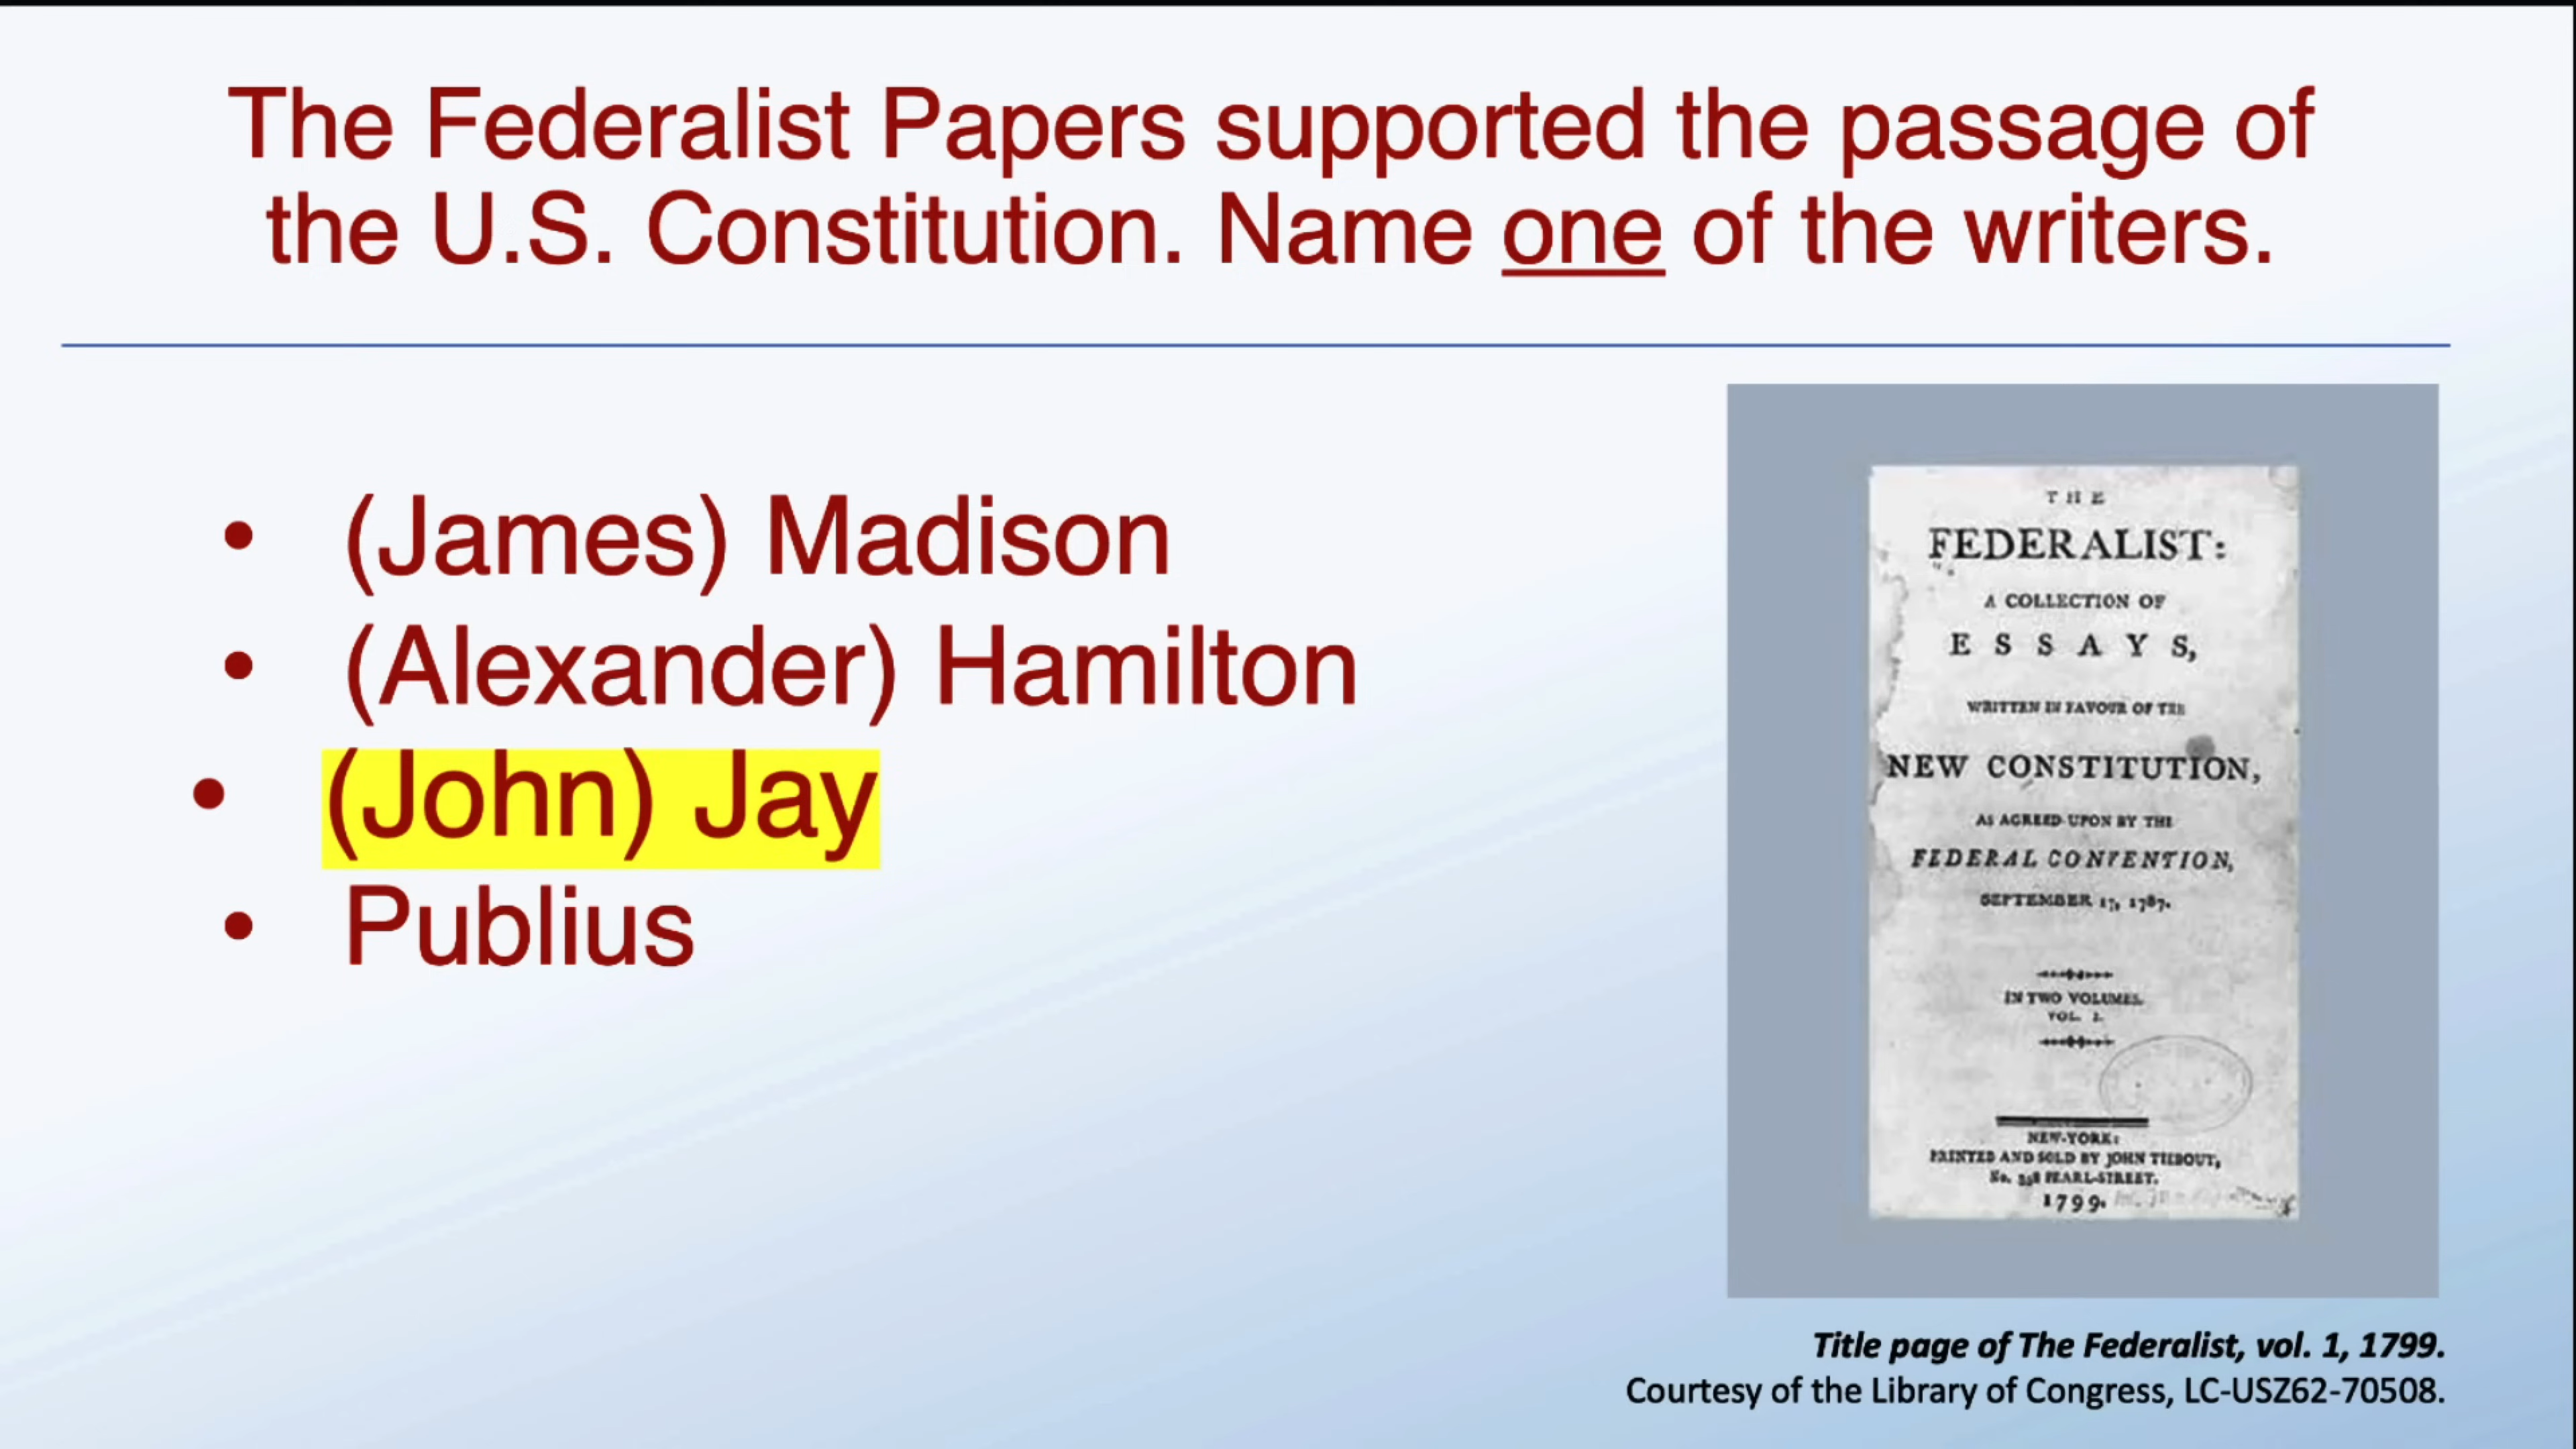 The Federalist Papers supported the passage of
the U.S. Constitution. Name one of the writers.
• (James) Madison
• (Alexander) Hamilton
• (John) Jay
• Publius
THE
FEDERALIST:
A COLLECTION OF
ESSAYS,
WRITTEN IN FAVOUR OF THE
NEW CONSTITUTION,
AS AGREED UPON BY THE
FEDERAL CONVENTION,
SEPTEMBER 17, 1787.
IN TWO VOLUMES.
VOL. I.
NEW-YORK:
PRINTED AND SOLD BY JOHN TIEBOUT,
No. 358 PEARL-STREET.
1799.
Title page of The Federalist, vol. 1, 1799.
Courtesy of the Library of Congress, LC-USZ62-70508.